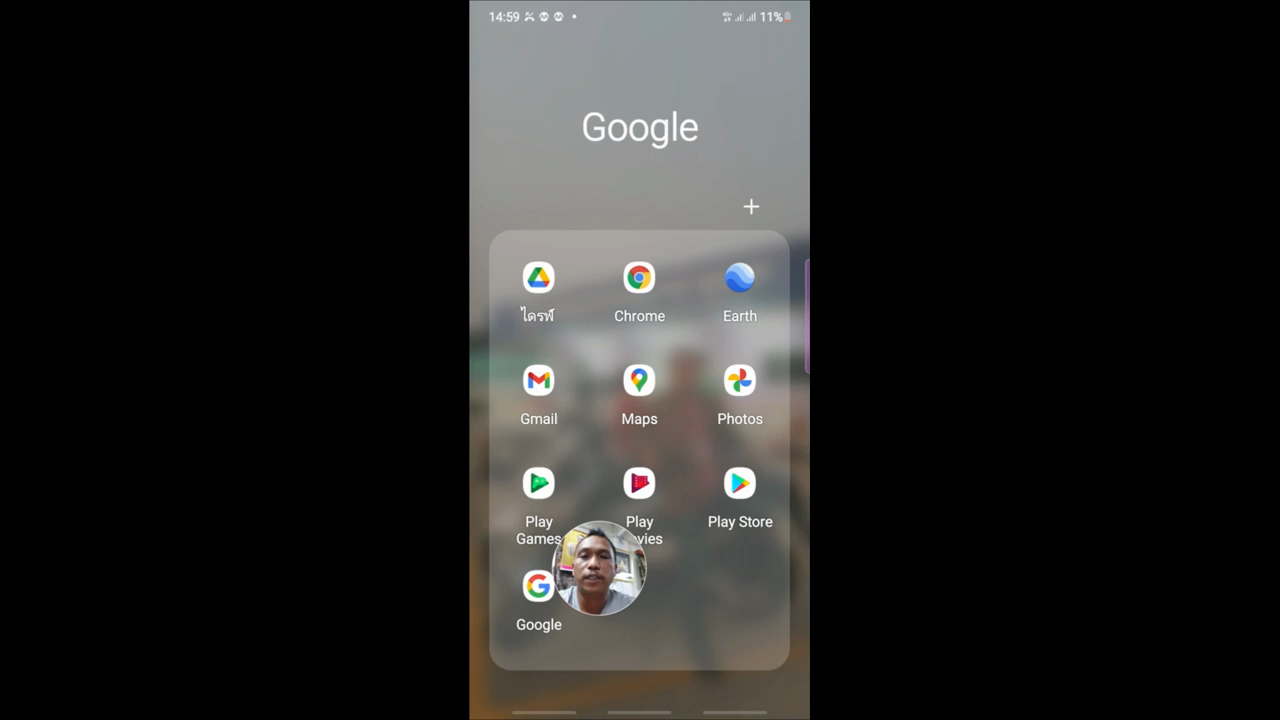 14:59
11%
Google
+
ไดรฟ์
Chrome
Earth
Gmail
Maps
Photos
Play
Games
Play
Play Store
Google